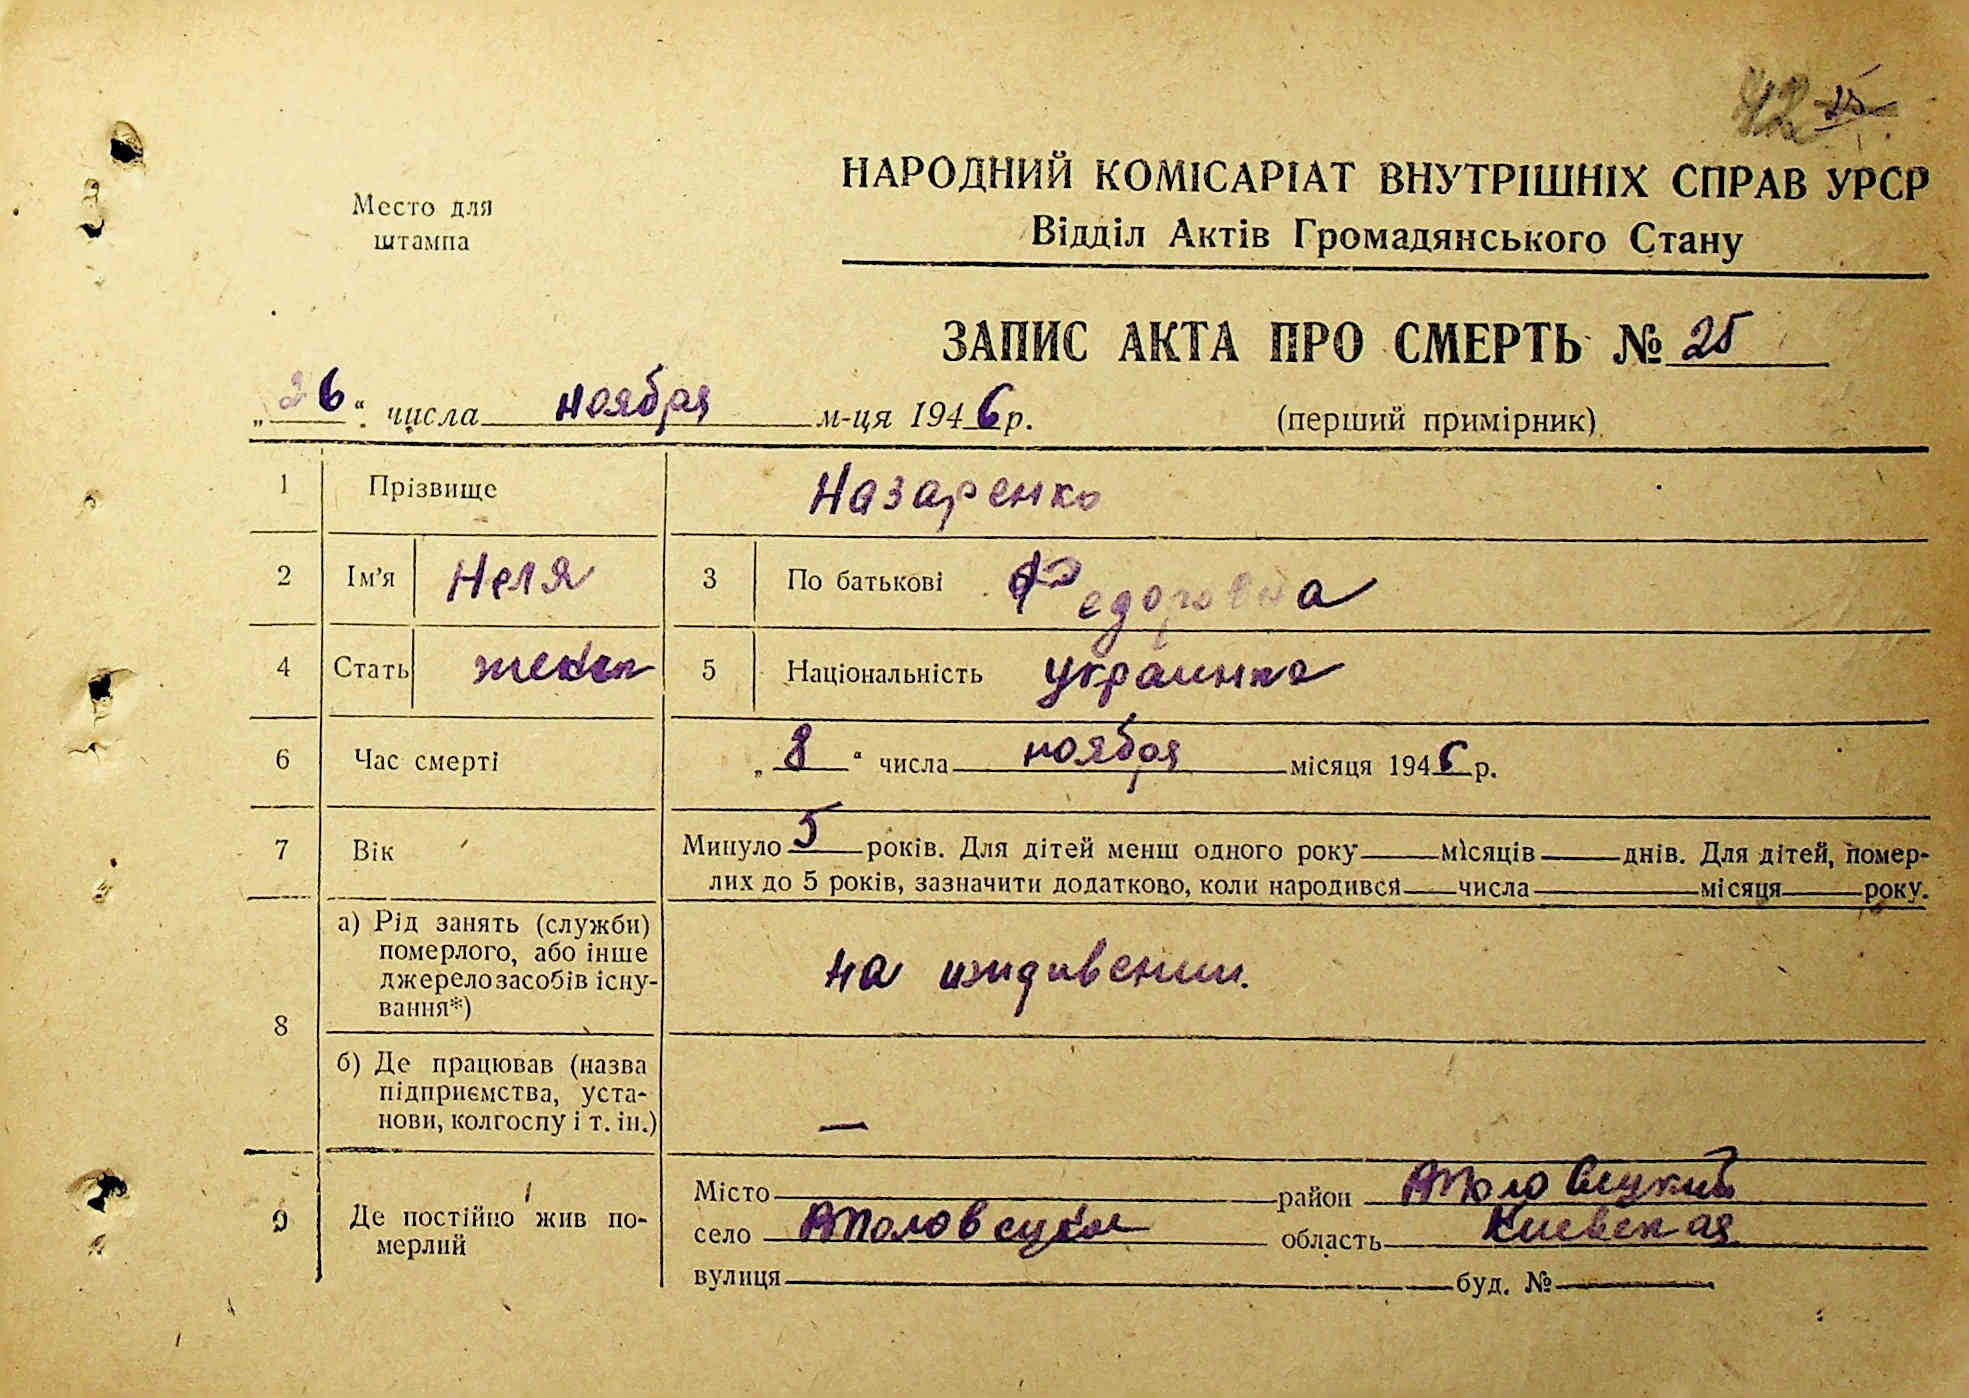 42 25
Место для
штампа
НАРОДНИЙ КОМІСАРІАТ ВНУТРІШНІХ СПРАВ УРСР
Відділ Актів Громадянського Стану
ЗАПИС АКТА ПРО СМЕРТЬ № 25
„26“ числа ноября м-ця 1946 р. (перший примірник)
1 Прізвище Назаренко
2 Ім’я Неля 3 По батькові Федоровна
4 Стать 5 Національність украинка
6 Час смерті „8“ числа ноября місяця 1946 р.
7 Вік Минуло 5 років. Для дітей менш одного року місяців днів. Для дітей, помер-
лих до 5 років, зазначити додатково, коли народився числа місяця року.
а) Рід занять (служби)
померлого, або інше
джерело засобів існу-
вання*) на иждивении.
8
б) Де працював (назва
підприємства, уста-
нови, колгоспу і т. ін.) —
9 Де постійно жив по-
мерлий
Місто район
село область Киевская
вулиця буд. №